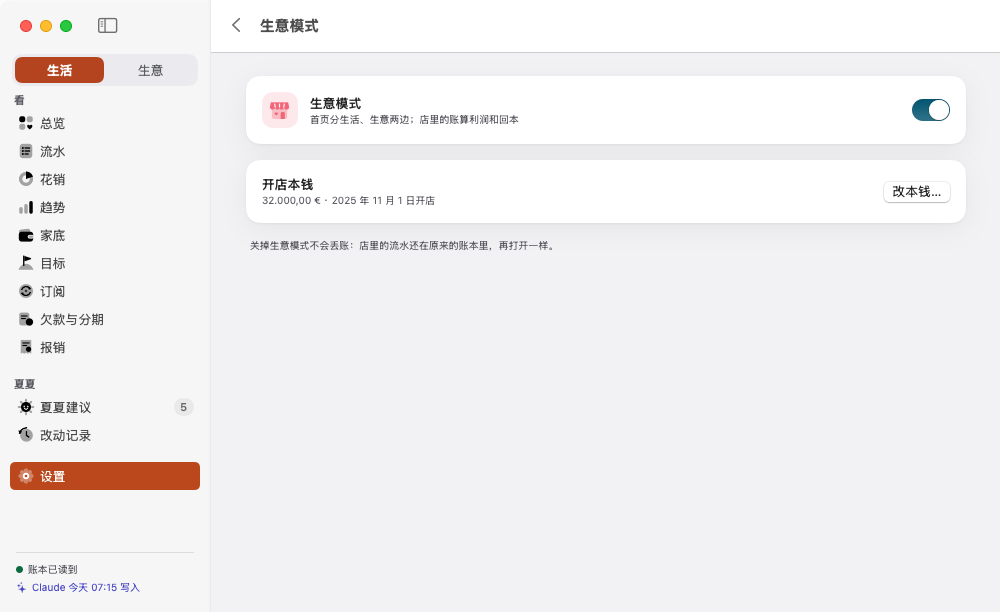 生意模式
生活
生意
看
总览
流水
花销
趋势
家底
目标
订阅
欠款与分期
报销
夏夏
夏夏建议
5
改动记录
设置
账本已读到
Claude 今天 07:15 写入
生意模式
首页分生活、生意两边；店里的账算利润和回本
开店本钱
32.000,00 € · 2025 年 11 月 1 日开店
改本钱…
关掉生意模式不会丢账：店里的流水还在原来的账本里，再打开一样。